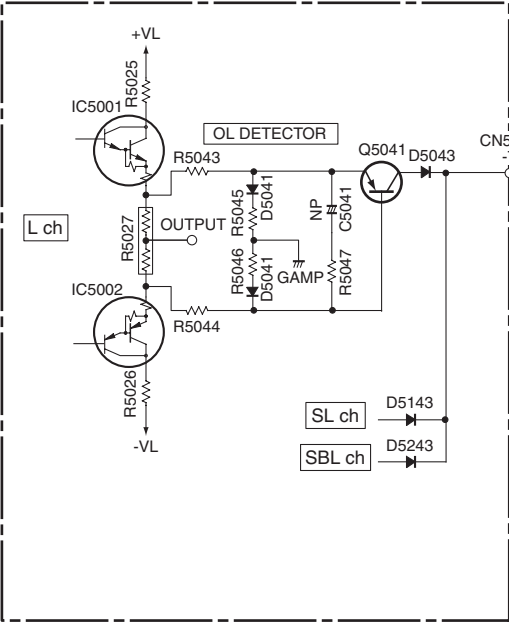 +VL
R5025
IC5001
OL DETECTOR
Q5041
CN5
D5043
R5043
L ch
R5027
OUTPUT
R5045
D5041
NP
C5041
R5046
D5041
GAMP
R5047
IC5002
R5044
R5026
-VL
SL ch
D5143
SBL ch
D5243